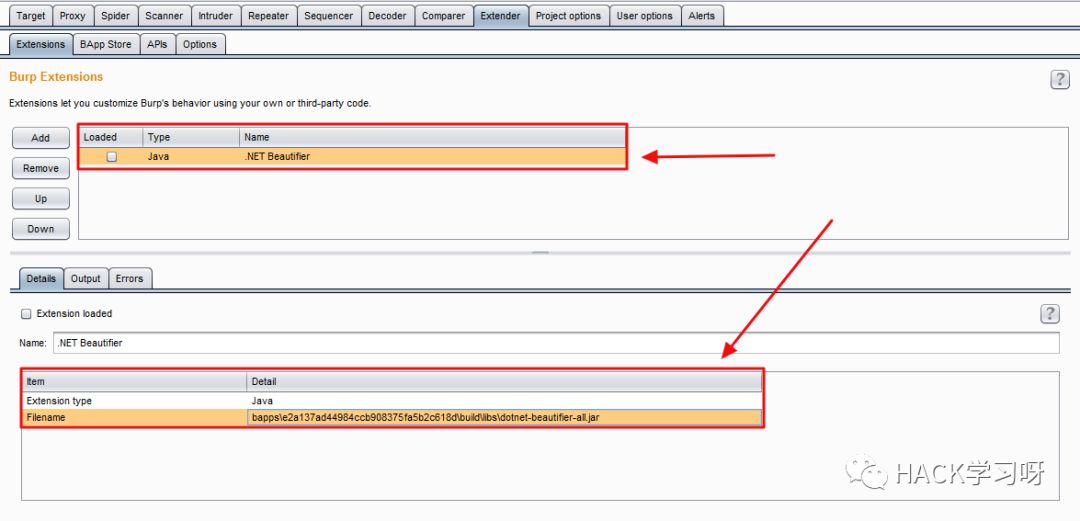 Target Proxy Spider Scanner Intruder Repeater Sequencer Decoder Comparer Extender Project options User options Alerts
Extensions BApp Store APIs Options
Burp Extensions
?
Extensions let you customize Burp's behavior using your own or third-party code.
Add
Loaded Type Name
Java .NET Beautifier
Remove
Up
Down
Details Output Errors
Extension loaded
?
Name: .NET Beautifier
Item Detail
Extension type Java
Filename bapps\e2a137ad44984ccb908375fa5b2c618d\build\libs\dotnet-beautifier-all.jar
HACK学习呀